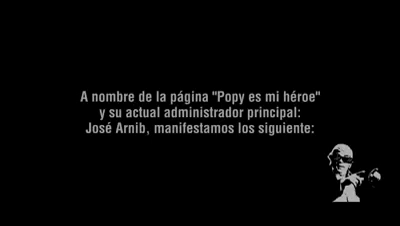 A nombre de la página "Popy es mi héroe"
y su actual administrador principal:
José Arnib, manifestamos los siguiente: